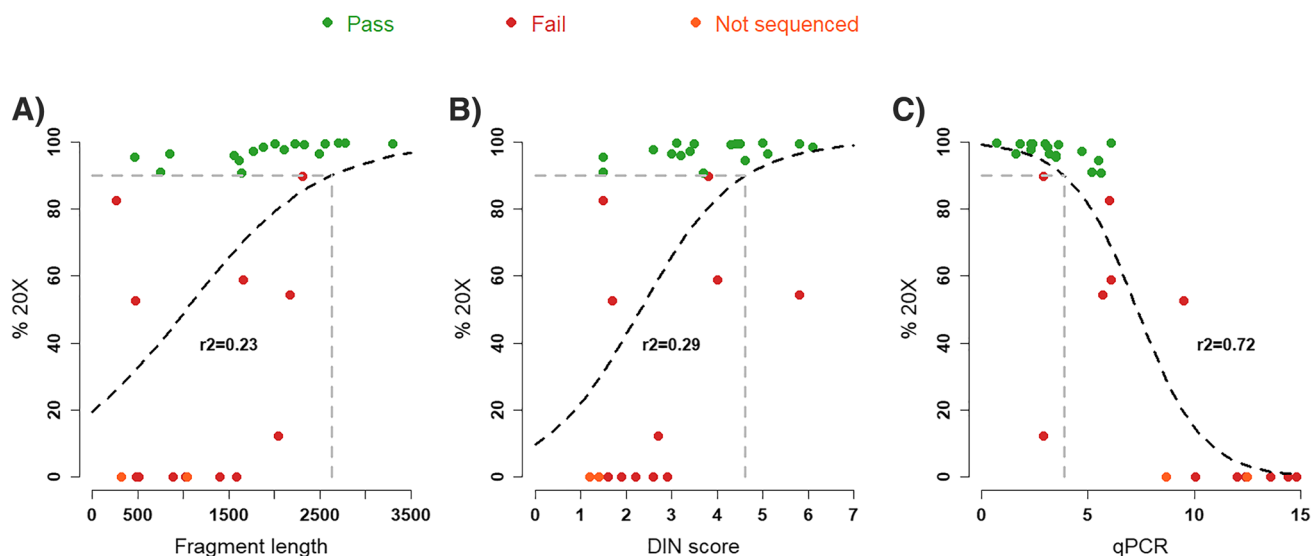 Pass Fail Not sequenced
A) B) C)
% 20X
0 20 40 60 80 100
r2=0.23
0 500 1500 2500 3500
Fragment length
% 20X
0 20 40 60 80 100
r2=0.29
0 1 2 3 4 5 6 7
DIN score
% 20X
0 20 40 60 80 100
r2=0.72
0 5 10 15
qPCR